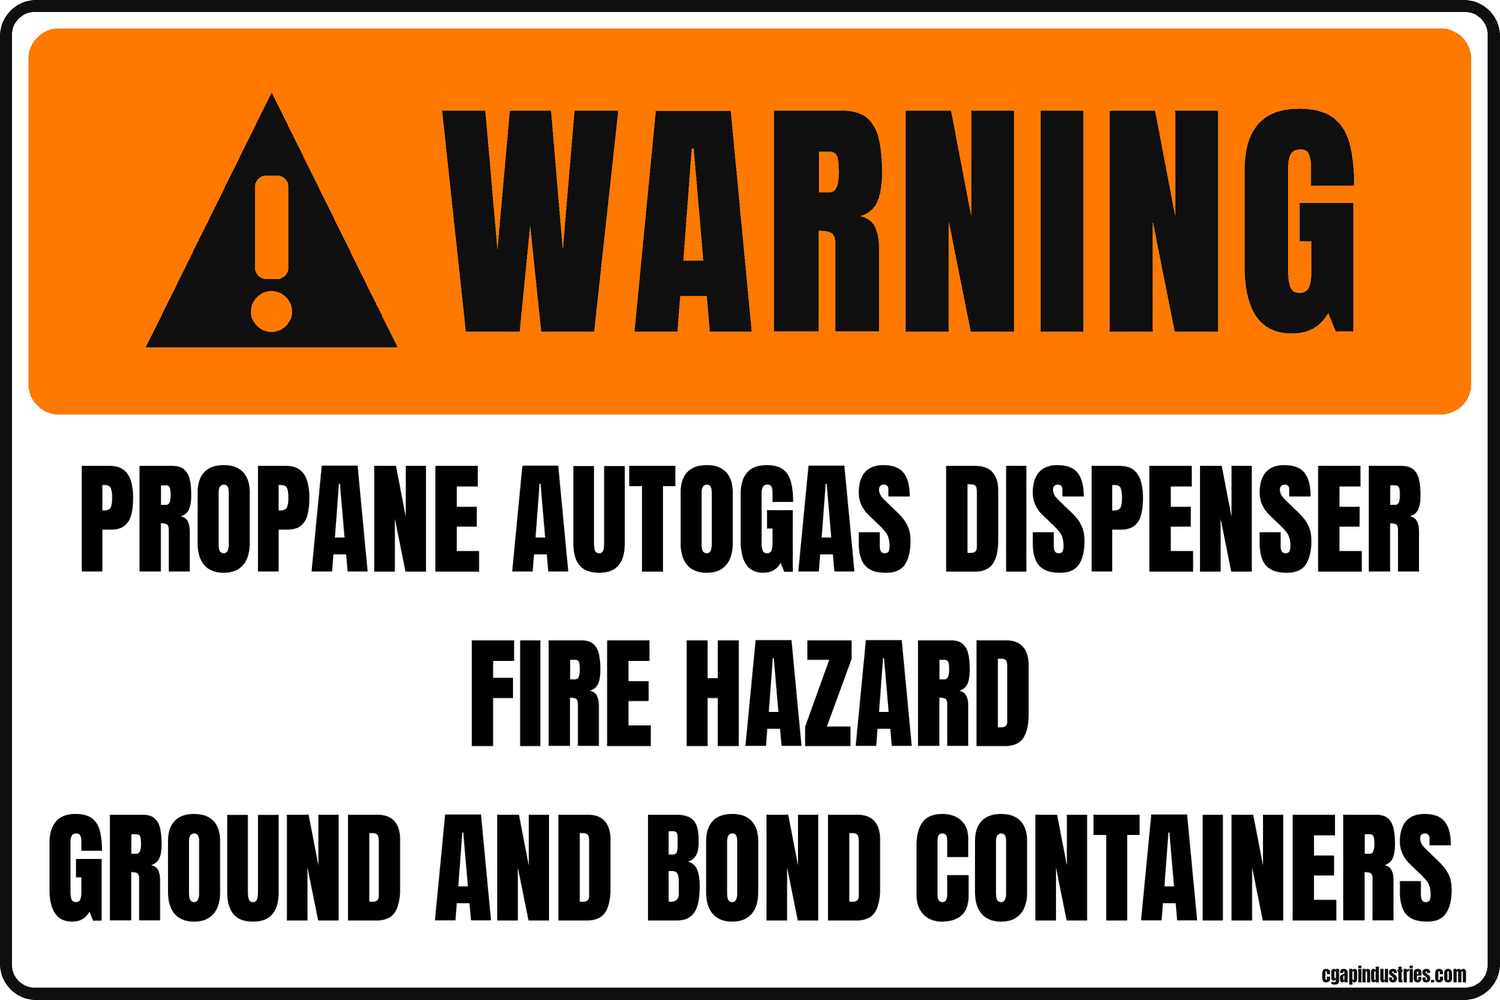 WARNING
PROPANE AUTOGAS DISPENSER
FIRE HAZARD
GROUND AND BOND CONTAINERS
cgapindustries.com